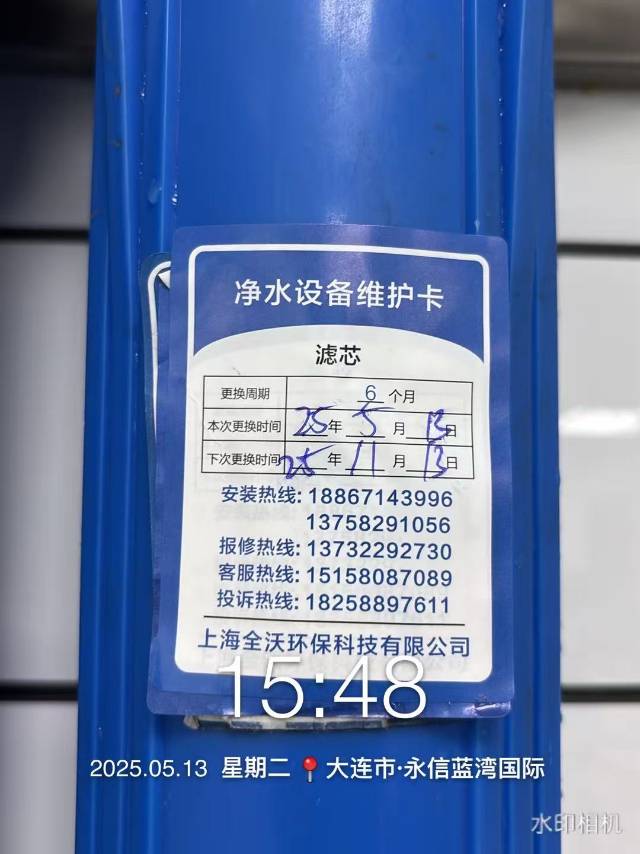 净水设备维护卡
滤芯
更换周期 6 个月
本次更换时间 25 年 5 月 13 日
下次更换时间 25 年 11 月 13 日
安装热线: 18867143996
13758291056
报修热线: 13732292730
客服热线: 15158087089
投诉热线: 18258897611
上海全沃环保科技有限公司
15:48
2025.05.13 星期二 大连市·永信蓝湾国际
水印相机